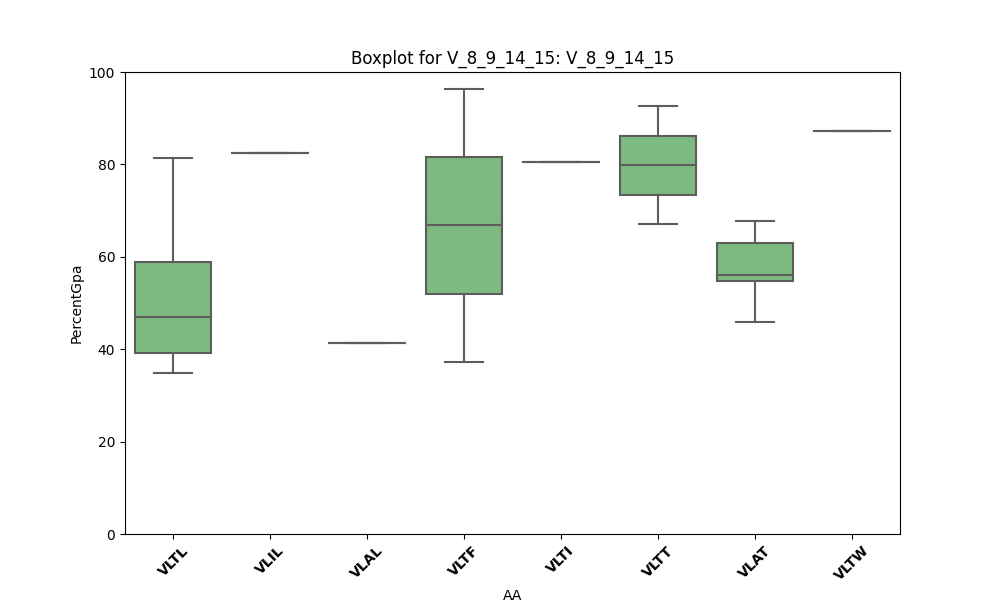 Boxplot for V_8_9_14_15: V_8_9_14_15
100
80
60
40
20
0
PercentGpa
VLTL
VLIL
VLAL
VLTF
VLTI
VLTT
VLAT
VLTW
AA